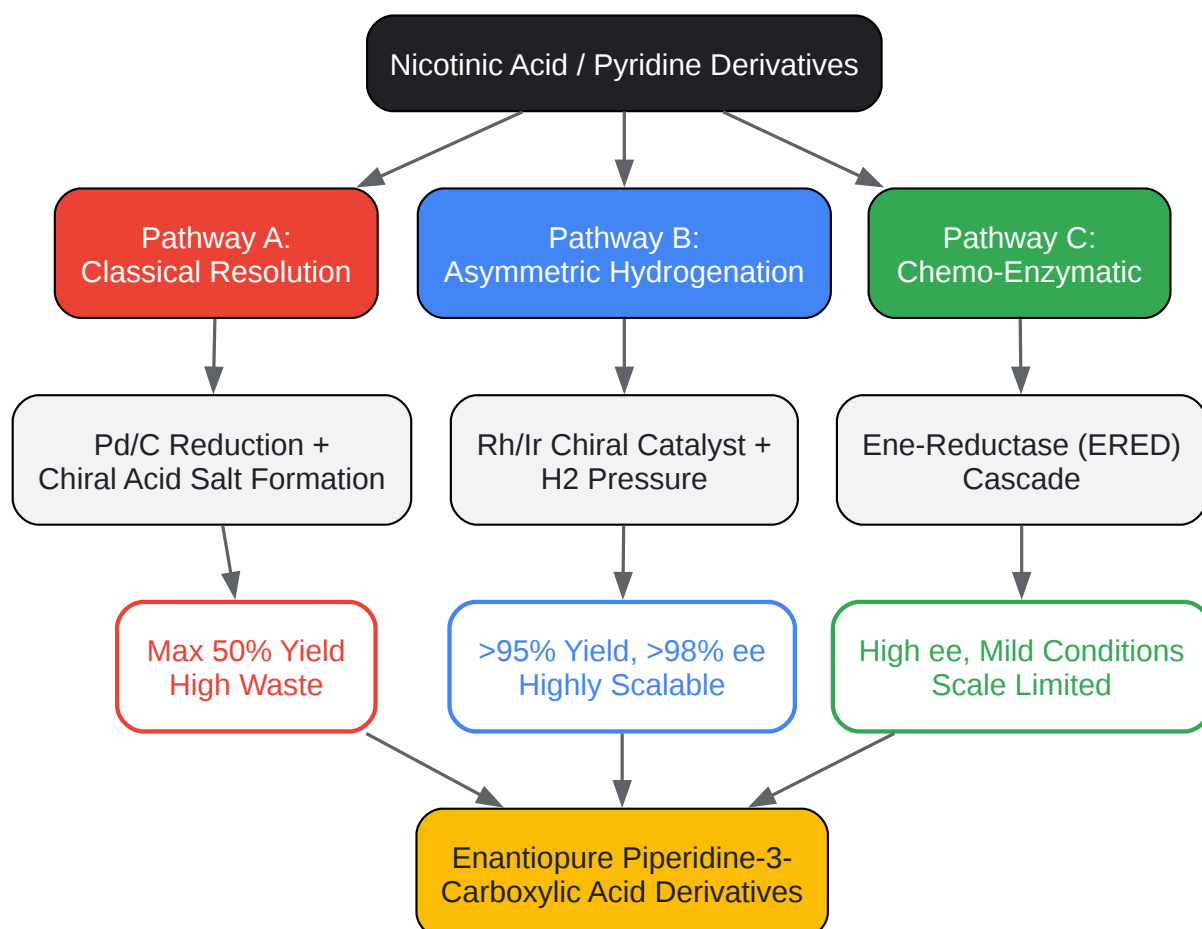 Nicotinic Acid / Pyridine Derivatives
Pathway A:
Classical Resolution
Pathway B:
Asymmetric Hydrogenation
Pathway C:
Chemo-Enzymatic
Pd/C Reduction +
Chiral Acid Salt Formation
Rh/Ir Chiral Catalyst +
H2 Pressure
Ene-Reductase (ERED)
Cascade
Max 50% Yield
High Waste
>95% Yield, >98% ee
Highly Scalable
High ee, Mild Conditions
Scale Limited
Enantiopure Piperidine-3-
Carboxylic Acid Derivatives